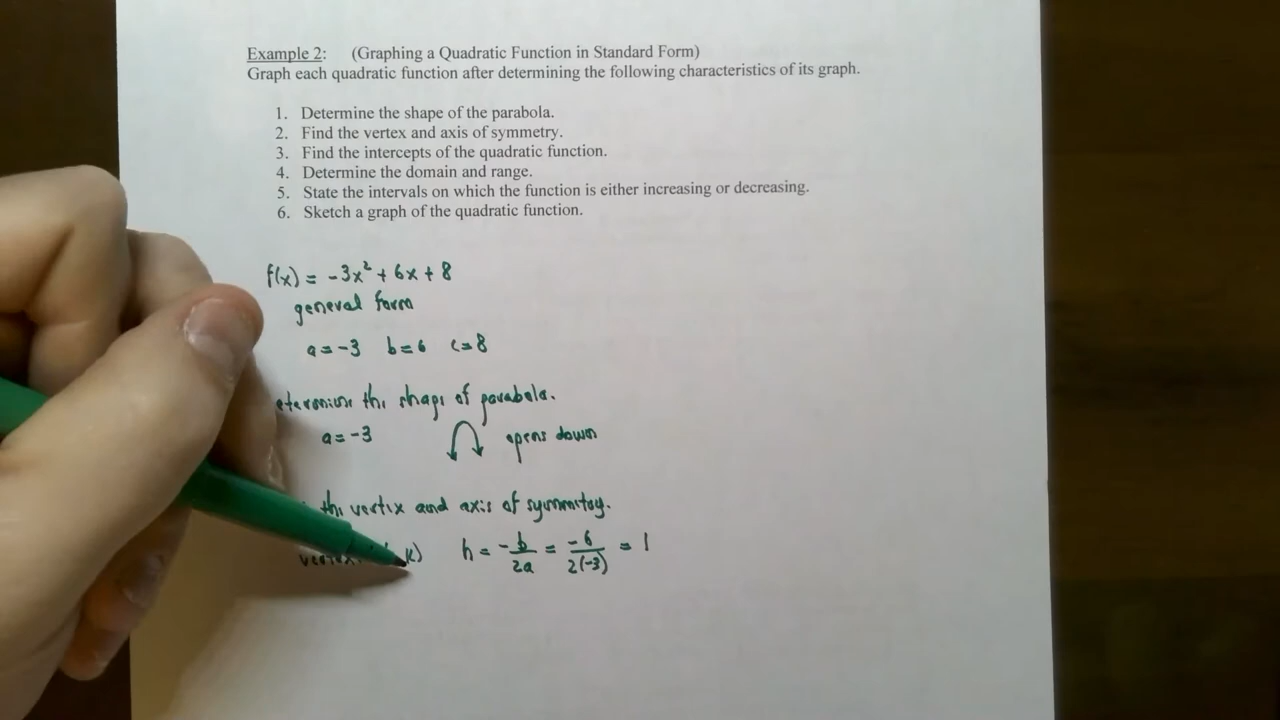 Example 2: (Graphing a Quadratic Function in Standard Form)
Graph each quadratic function after determining the following characteristics of its graph.
1. Determine the shape of the parabola.
2. Find the vertex and axis of symmetry.
3. Find the intercepts of the quadratic function.
4. Determine the domain and range.
5. State the intervals on which the function is either increasing or decreasing.
6. Sketch a graph of the quadratic function.
f(x) = -3x² + 6x + 8
general form
a = -3 b = 6 c = 8
etermine the shape of parabola.
a = -3 opens down
the vertex and axis of symmetry.
vertex: k) h = -b/2a = -6/2(-3) = 1